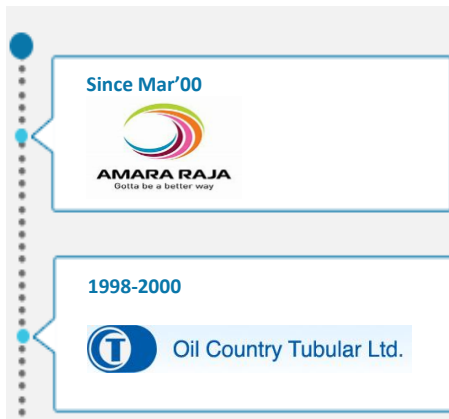 Since Mar’00
AMARA RAJA
Gotta be a better way
1998-2000
T
Oil Country Tubular Ltd.